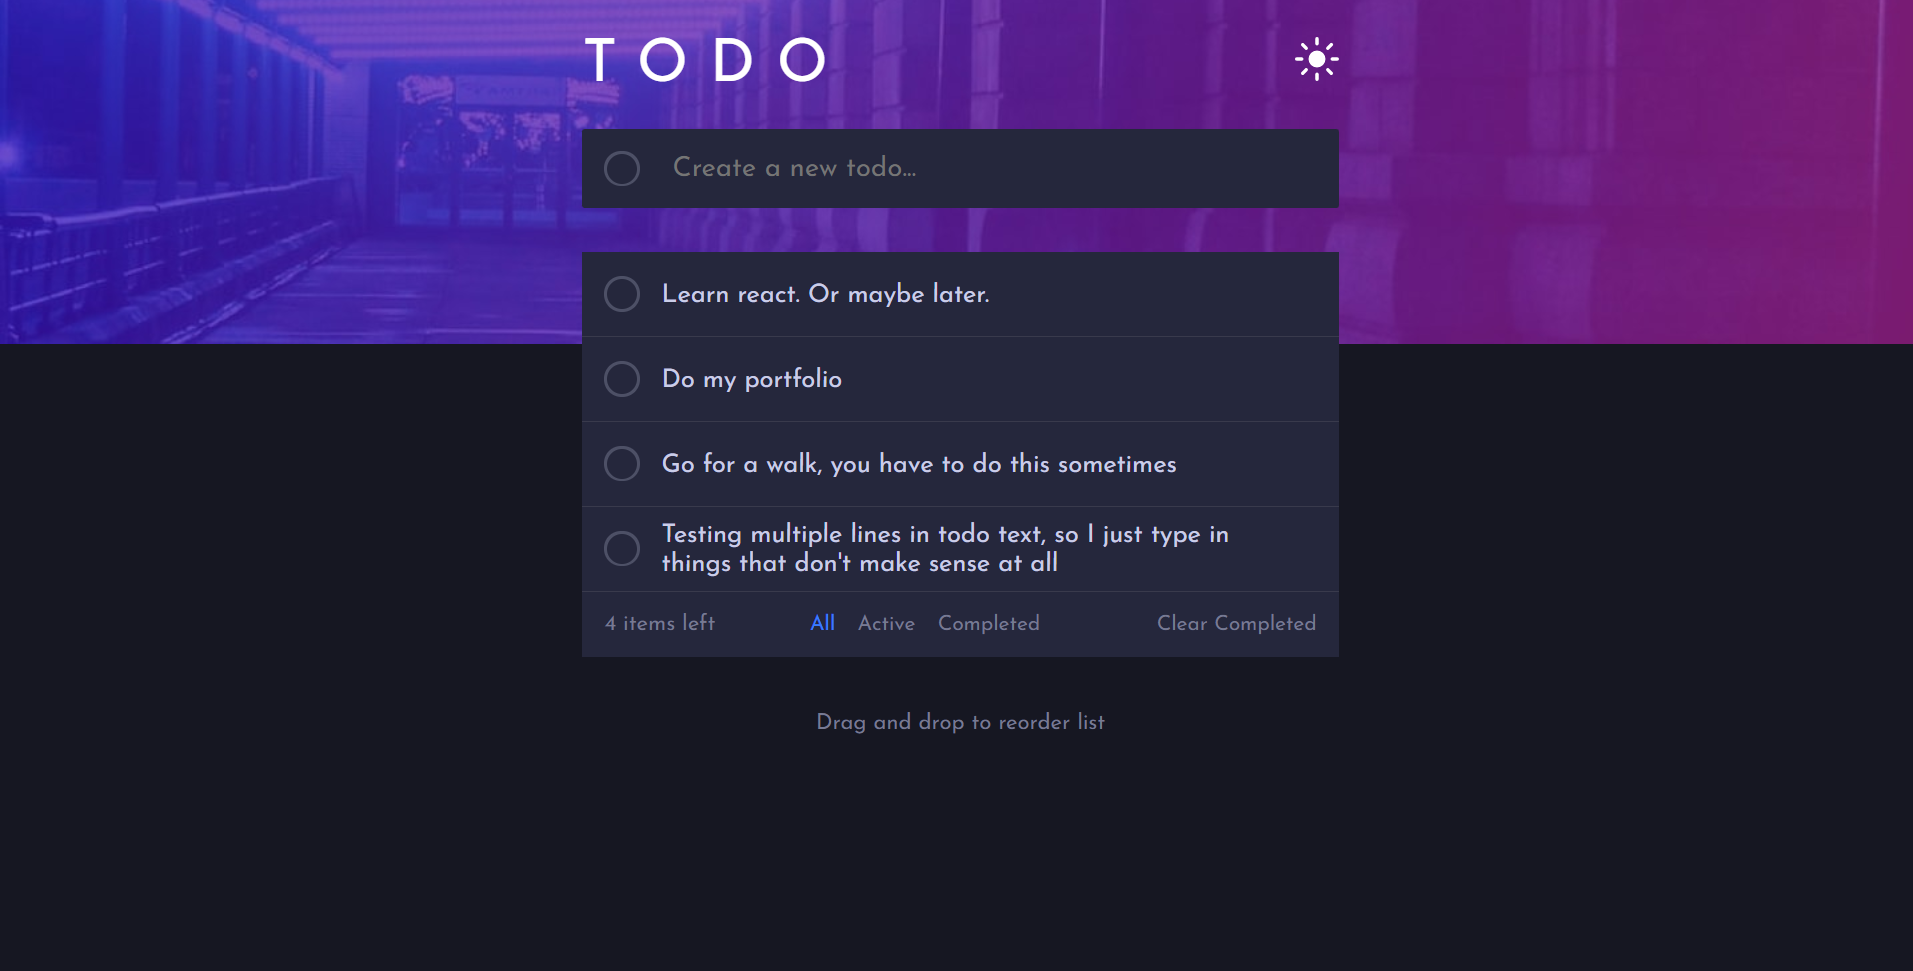 TODO
Create a new todo...
Learn react. Or maybe later.
Do my portfolio
Go for a walk, you have to do this sometimes
Testing multiple lines in todo text, so I just type in
things that don't make sense at all
4 items left All Active Completed Clear Completed
Drag and drop to reorder list